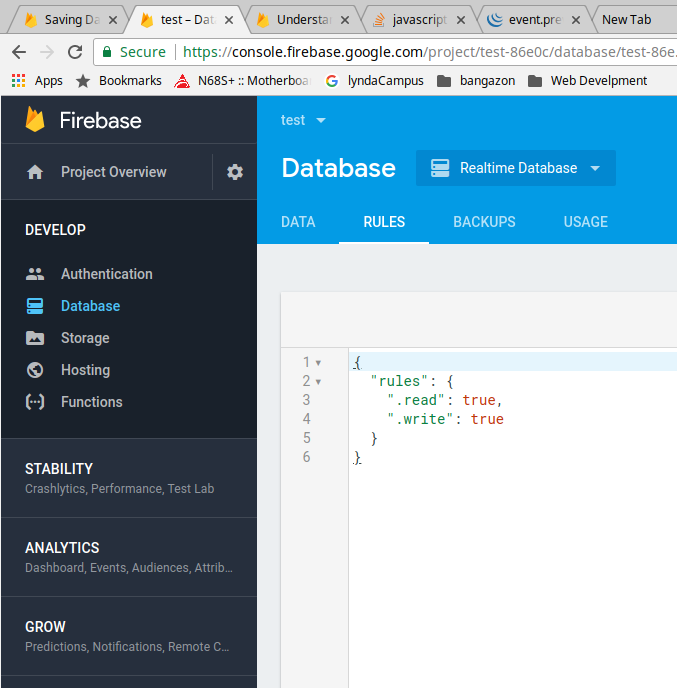 Saving Da
test – Data
Understa
javascript
event.pre
New Tab
Secure
https://console.firebase.google.com/project/test-86e0c/database/test-86e
Apps
Bookmarks
N68S+ :: Motherboa
lyndaCampus
bangazon
Web Develpment
Firebase
test
Project Overview
Database
Realtime Database
DATA
RULES
BACKUPS
USAGE
DEVELOP
Authentication
Database
Storage
Hosting
Functions
STABILITY
Crashlytics, Performance, Test Lab
ANALYTICS
Dashboard, Events, Audiences, Attrib...
GROW
Predictions, Notifications, Remote C...
1 {
2 "rules": {
3 ".read": true,
4 ".write": true
5 }
6 }